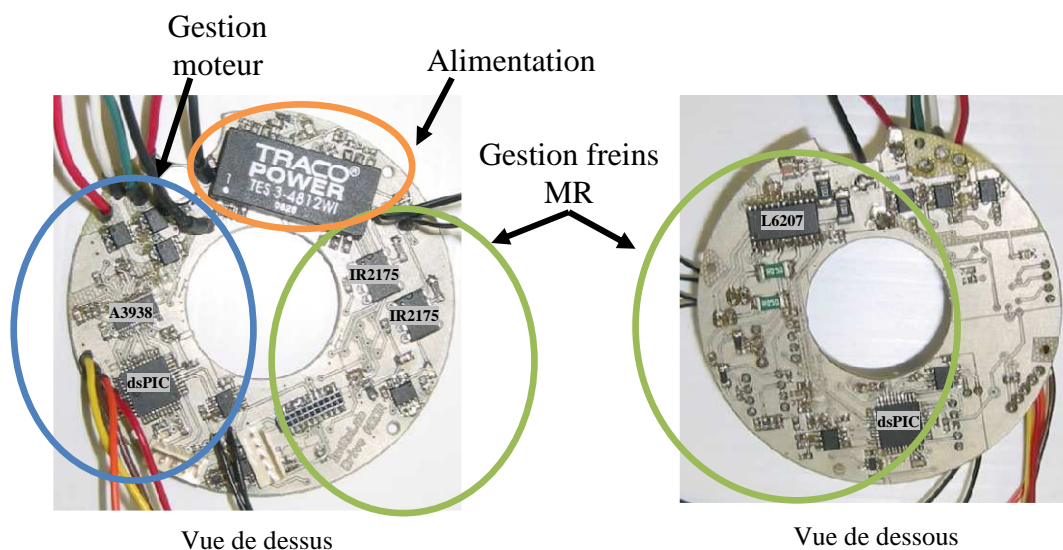 Gestion
moteur
Alimentation
Gestion freins
MR
TRACO®
POWER
TES 3-4812WI
L6207
IR2175
IR2175
A3938
dsPIC
dsPIC
Vue de dessus
Vue de dessous